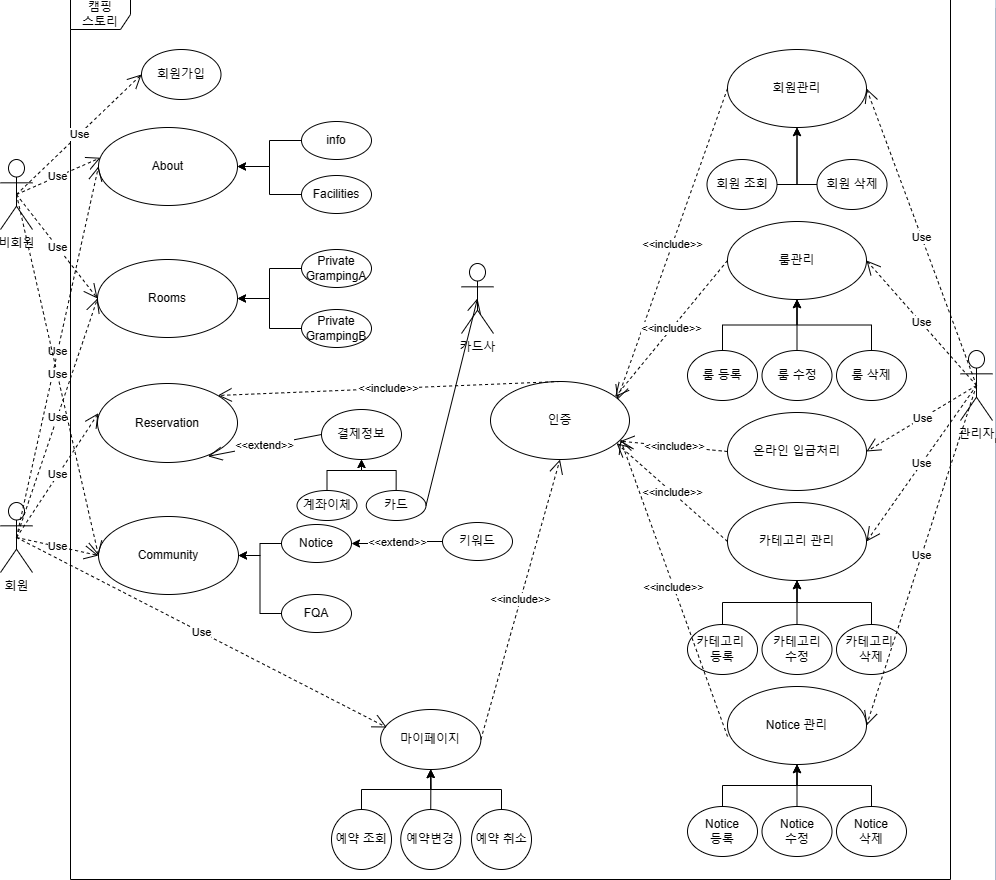 캠핑
스토리
회원가입
Use
About
info
Facilities
Use
비회원
Use
Rooms
Private
GrampingA
Private
GrampingB
카드사
Use
Use
Use
<<include>>
Reservation
<<extend>>
결제정보
계좌이체
카드
Use
Use
회원
Community
Notice
<<extend>>
키워드
FQA
Use
<<include>>
마이페이지
예약 조회
예약변경
예약 취소
인증
회원관리
회원 조회
회원 삭제
<<include>>
Use
룸관리
<<include>>
Use
룸 등록
룸 수정
룸 삭제
관리자
<<include>>
온라인 입금처리
Use
<<include>>
Use
카테고리 관리
<<include>>
Use
카테고리
등록
카테고리
수정
카테고리
삭제
Notice 관리
Notice
등록
Notice
수정
Notice
삭제